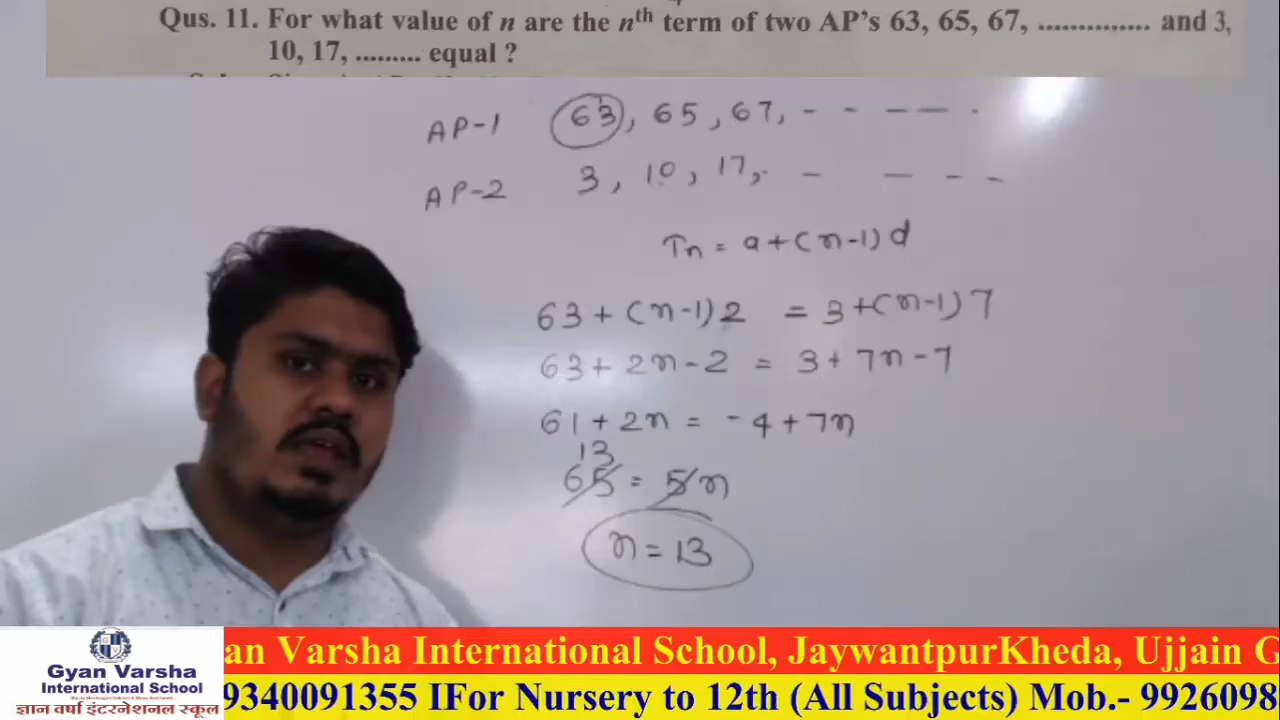 Qus. 11. For what value of n are the nth term of two AP's 63, 65, 67, .............. and 3,
10, 17, ......... equal ?
AP-1 63, 65, 67, - - - - -
AP-2 3, 10, 17, - - - -
Tn = a+(n-1)d
63+(n-1)2 = 3+(n-1)7
63+2n-2 = 3+7n-7
61+2n = -4+7n
13
65 = 5n
n=13
Gyan Varsha
International School
ज्ञान वर्षा इंटरनेशनल स्कूल
an Varsha International School, JaywantpurKheda, Ujjain G
9340091355 IFor Nursery to 12th (All Subjects) Mob.- 9926098